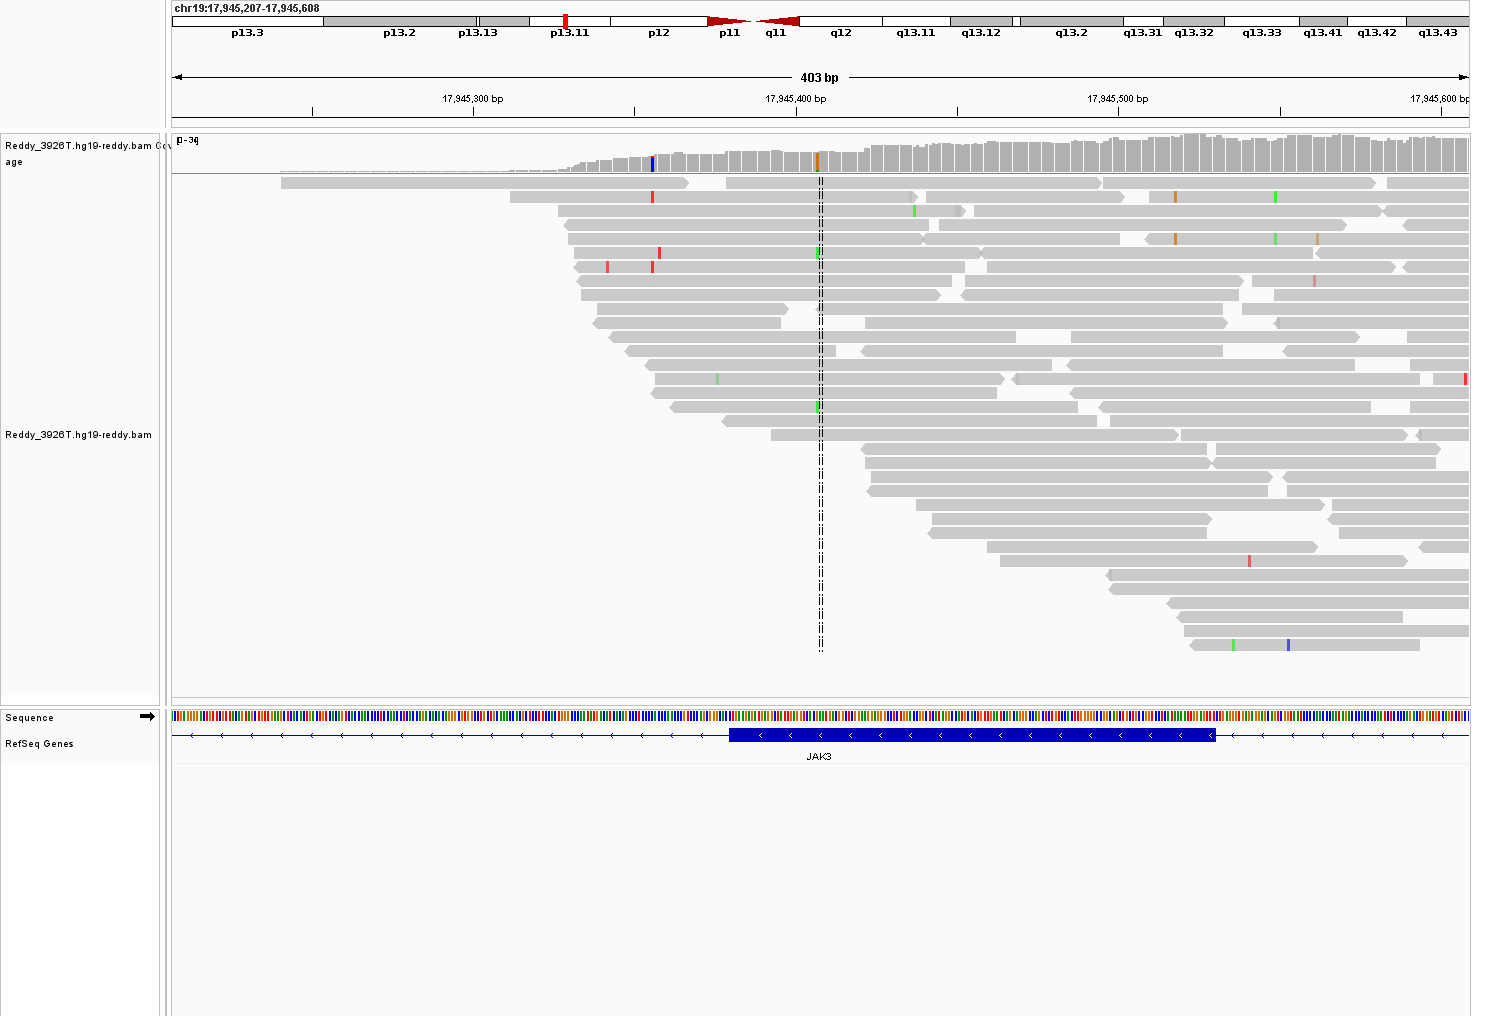 chr19:17,945,207-17,945,608
p13.3 p13.2 p13.13 p13.11 p12 p11 q11 q12 q13.11 q13.12 q13.2 q13.31 q13.32 q13.33 q13.41 q13.42 q13.43
403 bp
17,945,300 bp 17,945,400 bp 17,945,500 bp 17,945,600 bp
Reddy_3926T.hg19-reddy.bam Cov
age
Reddy_3926T.hg19-reddy.bam
Sequence
RefSeq Genes
JAK3